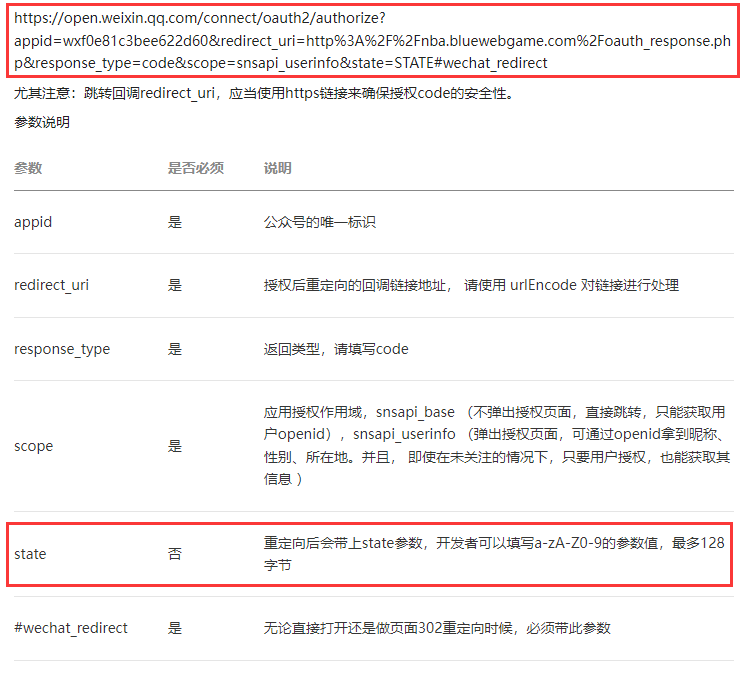 https://open.weixin.qq.com/connect/oauth2/authorize?
appid=wxf0e81c3bee622d60&redirect_uri=http%3A%2F%2Fnba.bluewebgame.com%2Foauth_response.ph
p&response_type=code&scope=snsapi_userinfo&state=STATE#wechat_redirect
尤其注意：跳转回调redirect_uri，应当使用https链接来确保授权code的安全性。
参数说明
参数 是否必须 说明
appid 是 公众号的唯一标识
redirect_uri 是 授权后重定向的回调链接地址， 请使用 urlEncode 对链接进行处理
response_type 是 返回类型，请填写code
应用授权作用域，snsapi_base （不弹出授权页面，直接跳转，只能获取用
户openid），snsapi_userinfo （弹出授权页面，可通过openid拿到昵称、
scope 是 性别、所在地。并且， 即使在未关注的情况下，只要用户授权，也能获取其
信息 ）
state 否 重定向后会带上state参数，开发者可以填写a-zA-Z0-9的参数值，最多128
字节
#wechat_redirect 是 无论直接打开还是做页面302重定向时候，必须带此参数